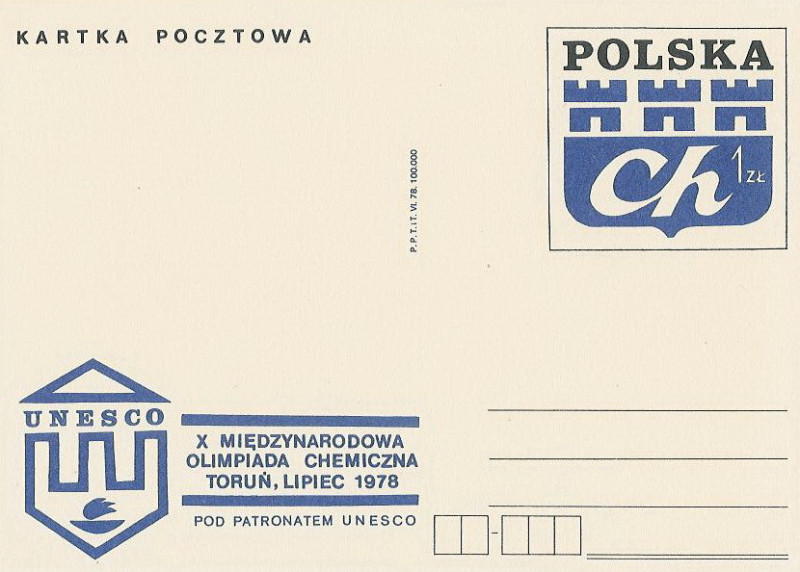 KARTKA POCZTOWA
POLSKA
Ch 1 ZŁ
P.P.T.iT. VI. 78. 100.000
UNESCO
X MIĘDZYNARODOWA
OLIMPIADA CHEMICZNA
TORUŃ, LIPIEC 1978
POD PATRONATEM UNESCO